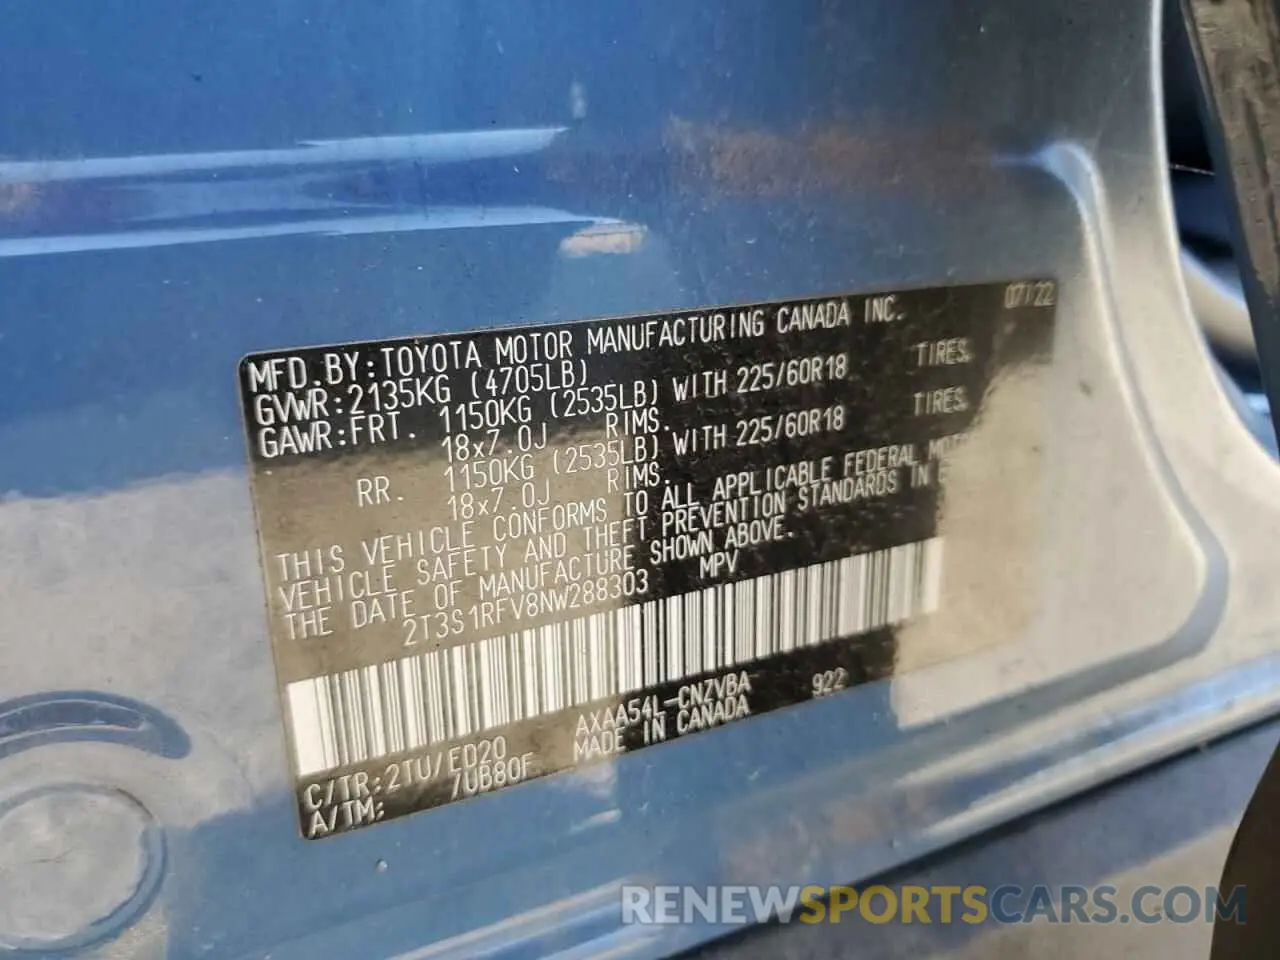 MFD.BY:TOYOTA MOTOR MANUFACTURING CANADA INC. 07/22
GVWR:2135KG (4705LB)
GAWR:FRT. 1150KG (2535LB) WITH 225/60R18 TIRES
18x7.0J RIMS.
RR. 1150KG (2535LB) WITH 225/60R18 TIRES
18x7.0J RIMS.
THIS VEHICLE CONFORMS TO ALL APPLICABLE FEDERAL
VEHICLE SAFETY AND THEFT PREVENTION STANDARDS IN
THE DATE OF MANUFACTURE SHOWN ABOVE.
2T3S1RFV8NW288303 MPV
AXAA54L-CNZVBA 922
MADE IN CANADA
C/TR:2TU/ED20
A/TM: /UB80F
RENEWSPORTSCARS.COM